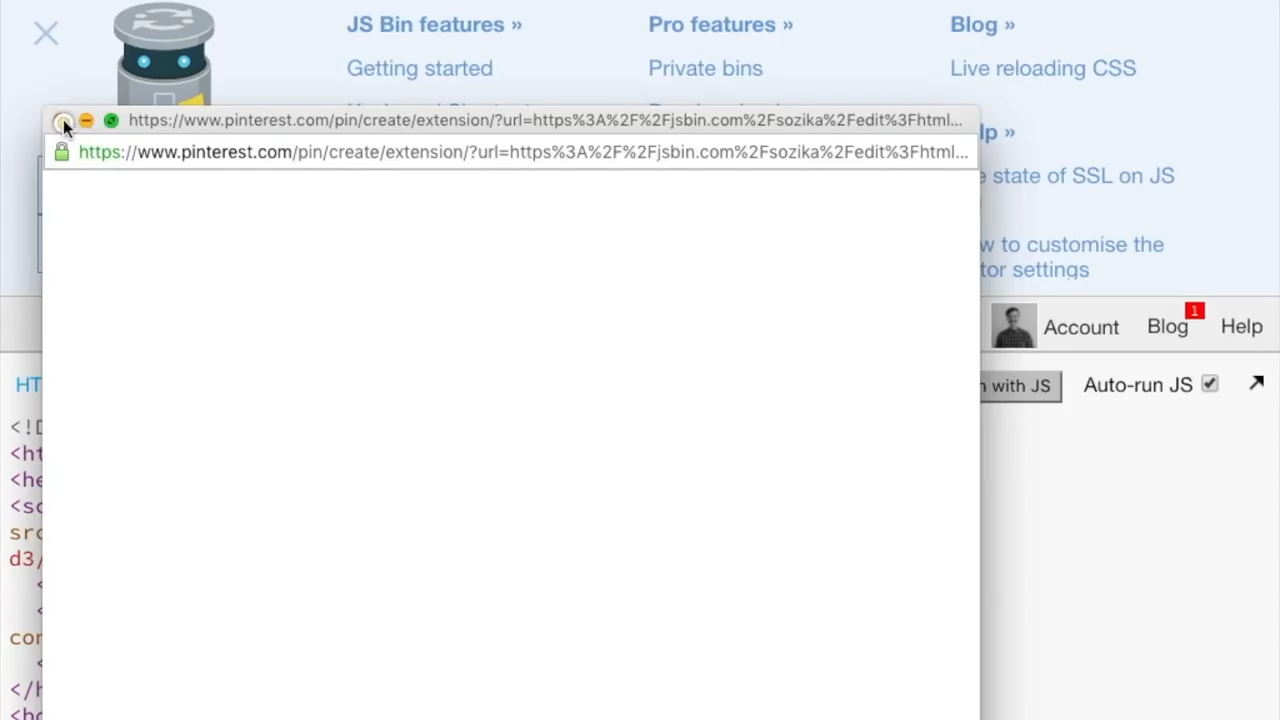 JS Bin features »
Pro features »
Blog »
Getting started
Private bins
Live reloading CSS
https://www.pinterest.com/pin/create/extension/?url=https%3A%2F%2Fjsbin.com%2Fsozika%2Fedit%3Fhtml...
https://www.pinterest.com/pin/create/extension/?url=https%3A%2F%2Fjsbin.com%2Fsozika%2Fedit%3Fhtml...
lp »
e state of SSL on JS
w to customise the
tor settings
Account
Blog
1
Help
HT
n with JS
Auto-run JS
<!D
<ht
<he
<sc
src
d3/
<
<
con
<
</h
<bo